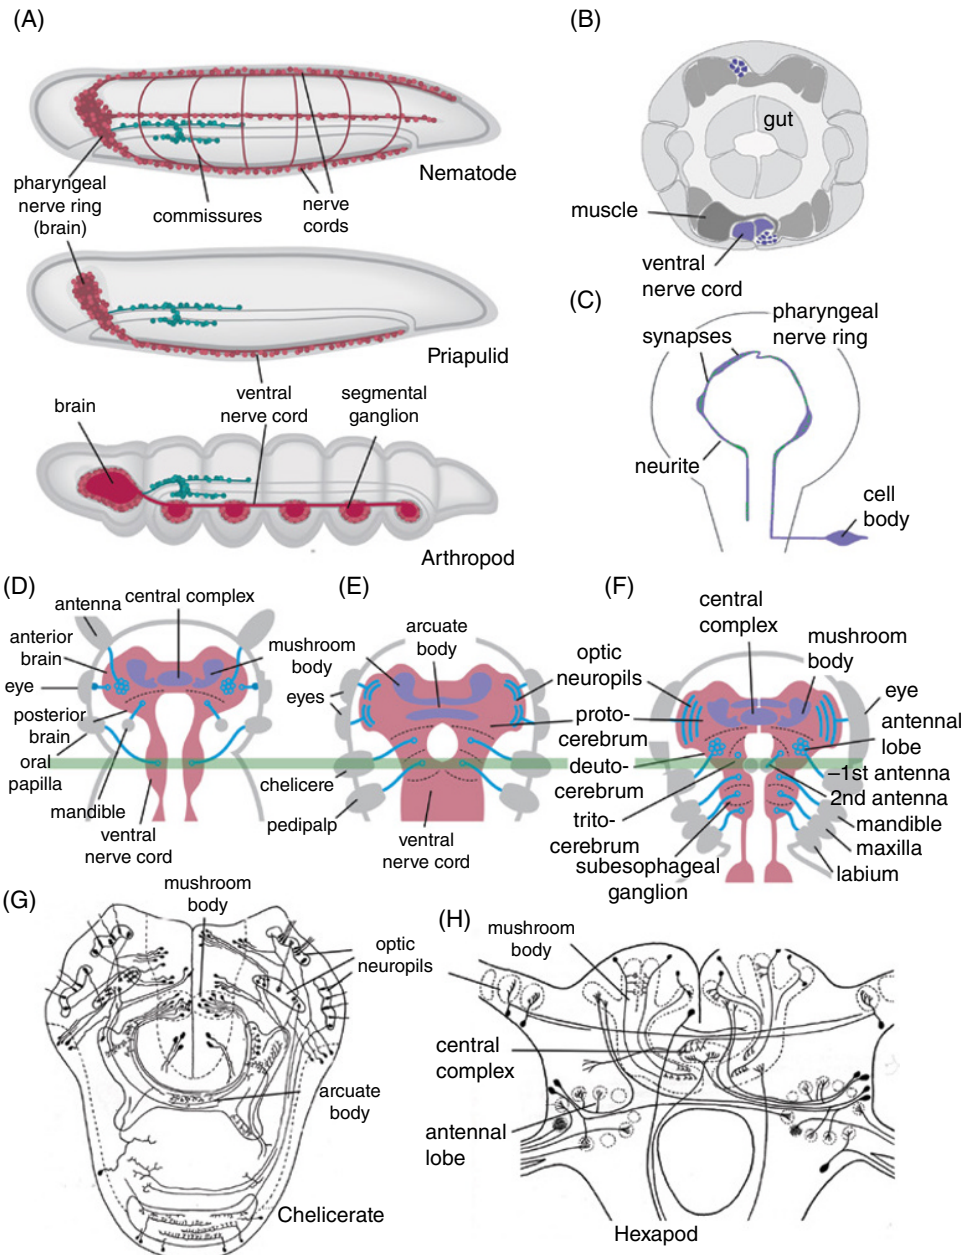 (A)
Nematode
pharyngeal
nerve ring
(brain)
commissures
nerve
cords
Priapulid
brain
ventral
nerve cord
segmental
ganglion
Arthropod
(B)
gut
muscle
ventral
nerve cord
(C)
pharyngeal
nerve ring
synapses
neurite
cell
body
(D)
antenna
central complex
anterior
brain
eye
posterior
brain
oral
papilla
mandible
ventral
nerve cord
mushroom
body
(E)
arcuate
body
eyes
chelicere
pedipalp
ventral
nerve cord
optic
neuropils
proto-
cerebrum
deuto-
cerebrum
trito-
cerebrum
subesophageal
ganglion
(F)
central
complex
mushroom
body
eye
antennal
lobe
–1st antenna
2nd antenna
mandible
maxilla
labium
(G)
mushroom
body
optic
neuropils
arcuate
body
Chelicerate
(H)
mushroom
body
central
complex
antennal
lobe
Hexapod